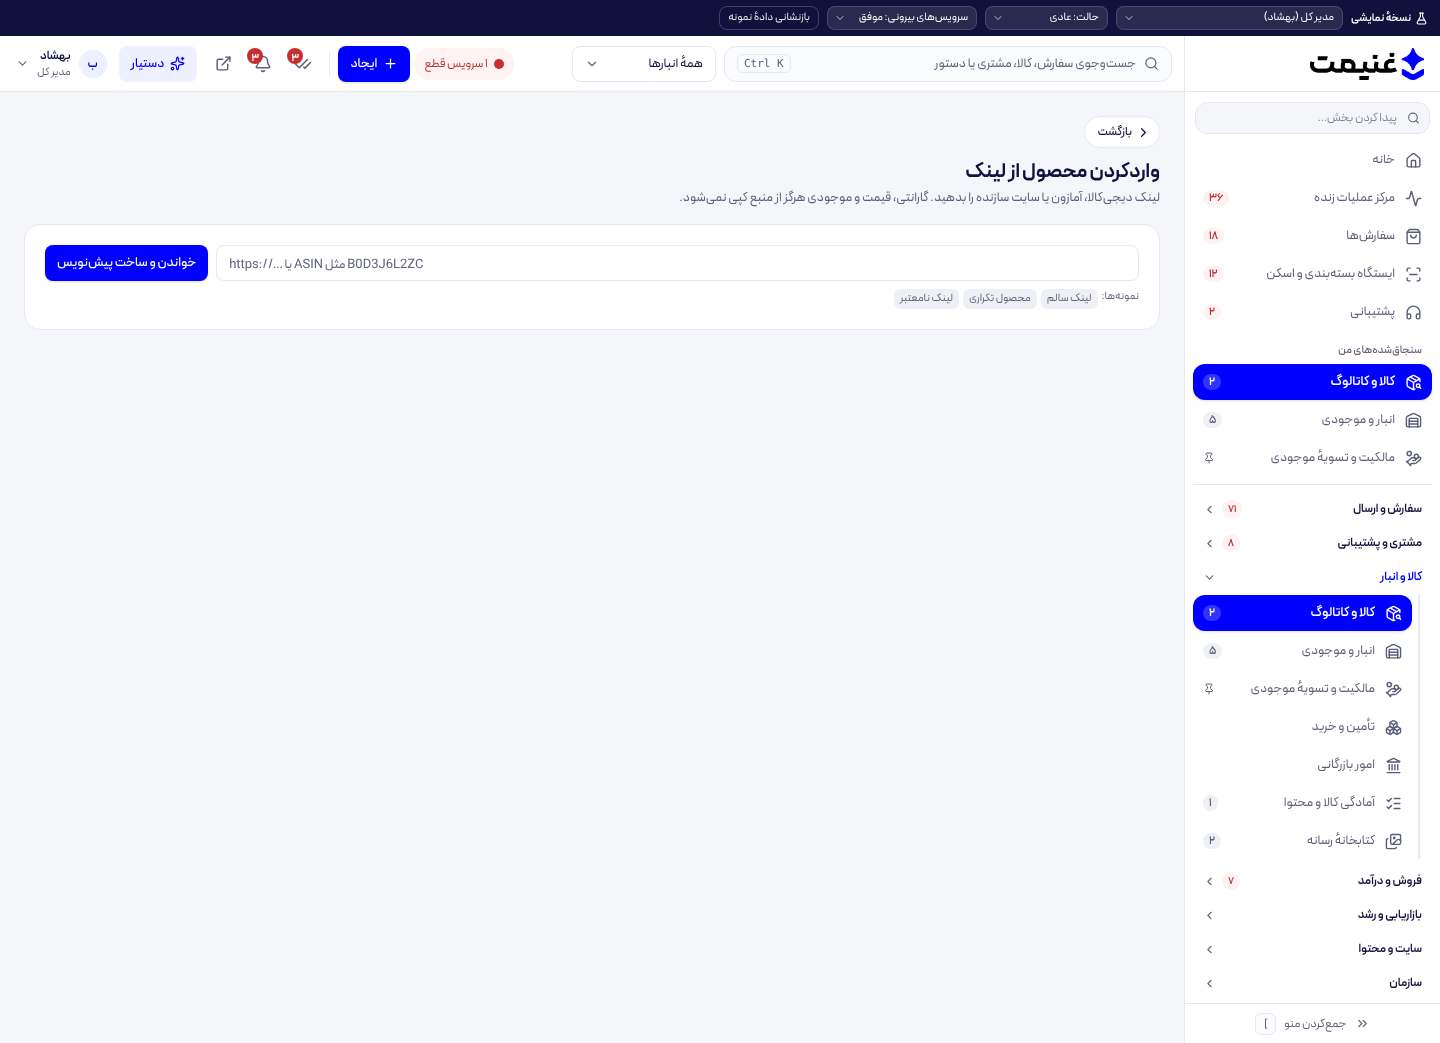 نسخهٔ نمایشی
مدیر کل (بهشاد)
حالت: عادی
سرویس‌های بیرونی: موفق
بازنشانی دادهٔ نمونه
غنیمت
جست‌وجوی سفارش، کالا، مشتری یا دستور
Ctrl K
همهٔ انبارها
۱ سرویس قطع
ایجاد
۳
۳
دستیار
ب
بهشاد
مدیر کل
پیدا کردن بخش...
خانه
مرکز عملیات زنده ۳۶
سفارش‌ها ۱۸
ایستگاه بسته‌بندی و اسکن ۱۲
پشتیبانی ۲
سنجاق‌شده‌های من
کالا و کاتالوگ ۲
انبار و موجودی ۵
مالکیت و تسویهٔ موجودی
سفارش و ارسال ۷۱
مشتری و پشتیبانی ۸
کالا و انبار
کالا و کاتالوگ ۲
انبار و موجودی ۵
مالکیت و تسویهٔ موجودی
تأمین و خرید
امور بازرگانی
آمادگی کالا و محتوا ۱
کتابخانهٔ رسانه ۲
فروش و درآمد ۷
بازاریابی و رشد
سایت و محتوا
سازمان
جمع‌کردن منو [
بازگشت
واردکردن محصول از لینک
لینک دیجی‌کالا، آمازون یا سایت سازنده را بدهید. گارانتی، قیمت و موجودی هرگز از منبع کپی نمی‌شود.
https://… یا ASIN مثل B0D3J6L2ZC
خواندن و ساخت پیش‌نویس
نمونه‌ها: لینک سالم محصول تکراری لینک نامعتبر